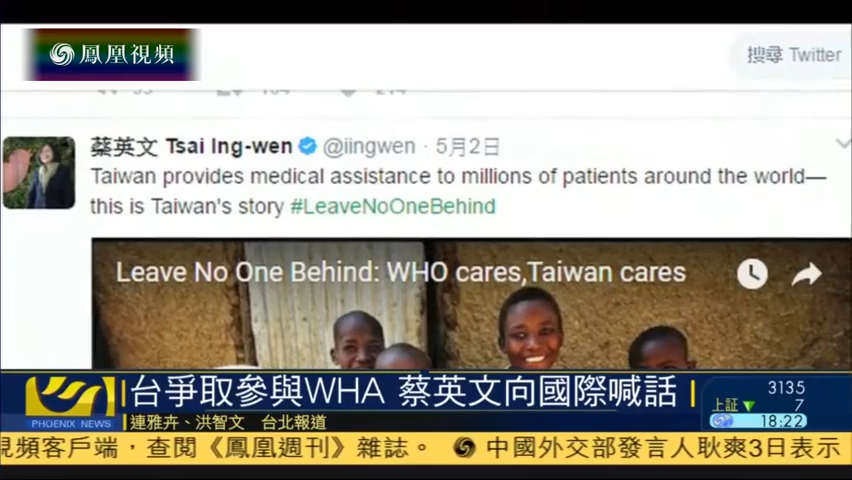 鳳凰視頻
搜尋 Twitter
蔡英文 Tsai Ing-wen @iingwen · 5月2日
Taiwan provides medical assistance to millions of patients around the world—
this is Taiwan's story #LeaveNoOneBehind
Leave No One Behind: WHO cares,Taiwan cares
台爭取參與WHA 蔡英文向國際喊話
3135
上証 7
PHOENIX NEWS
連雅卉、洪智文 台北報道
18:22
視頻客戶端，查閱《鳳凰週刊》雜誌。 中國外交部發言人耿爽3日表示